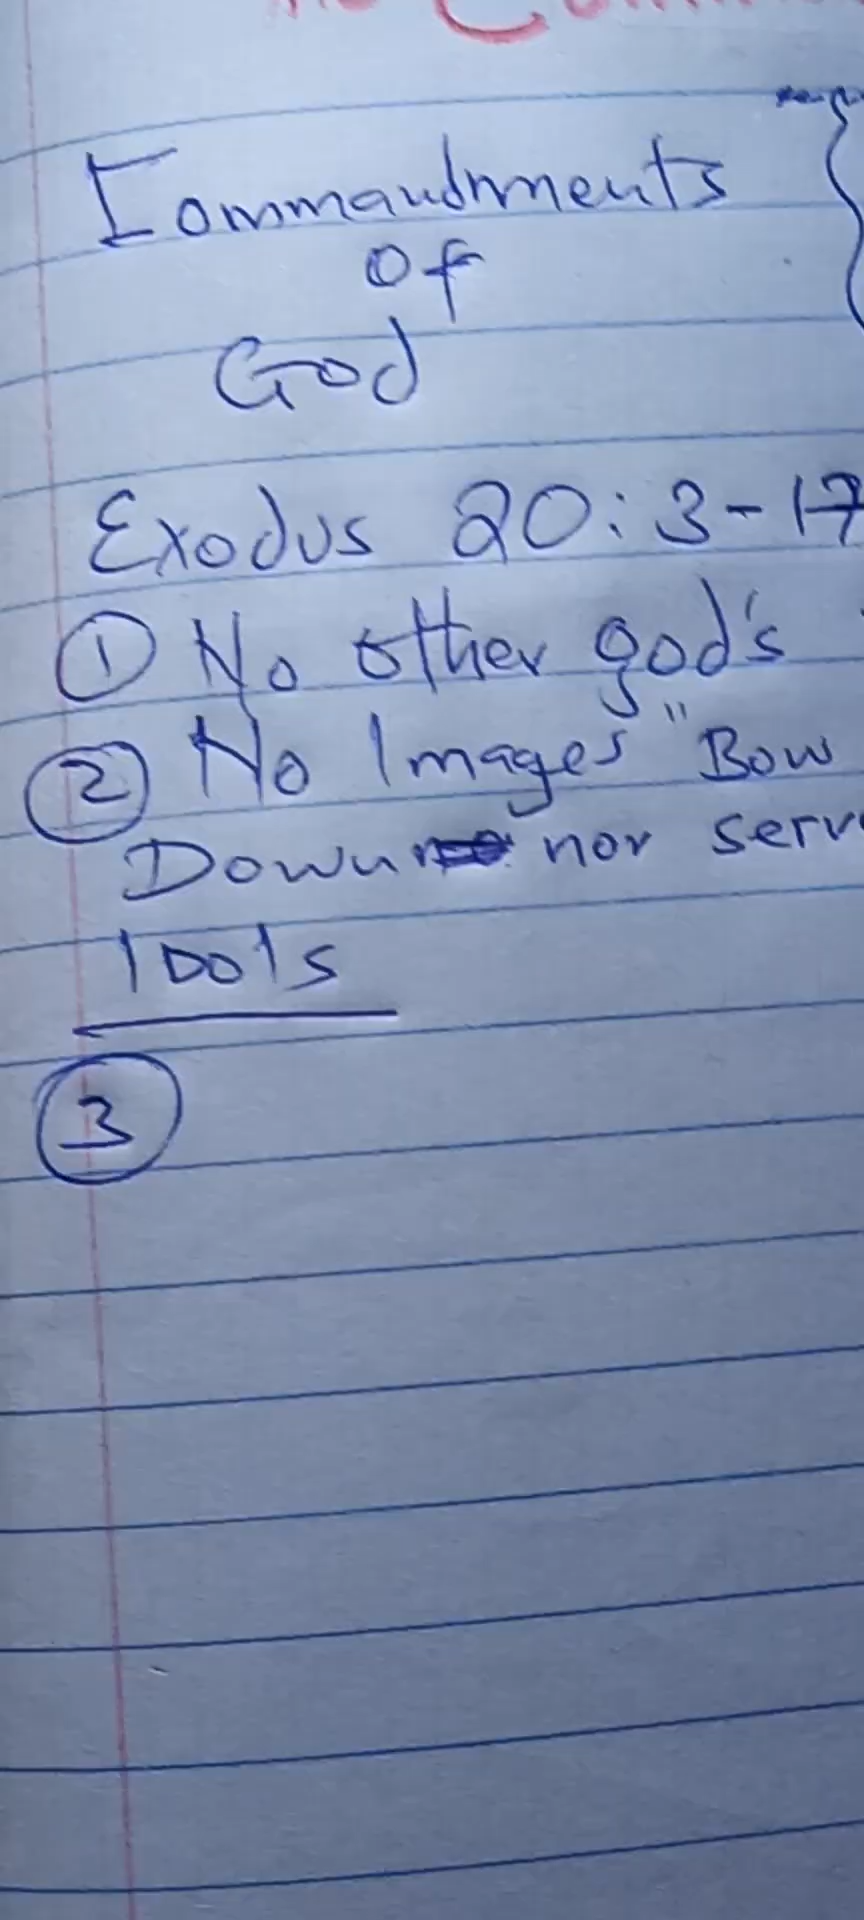 Commandments
Of
God
Exodus 20:3-17
① No other god's
② No Images "Bow
Down nor serv
IDols
③